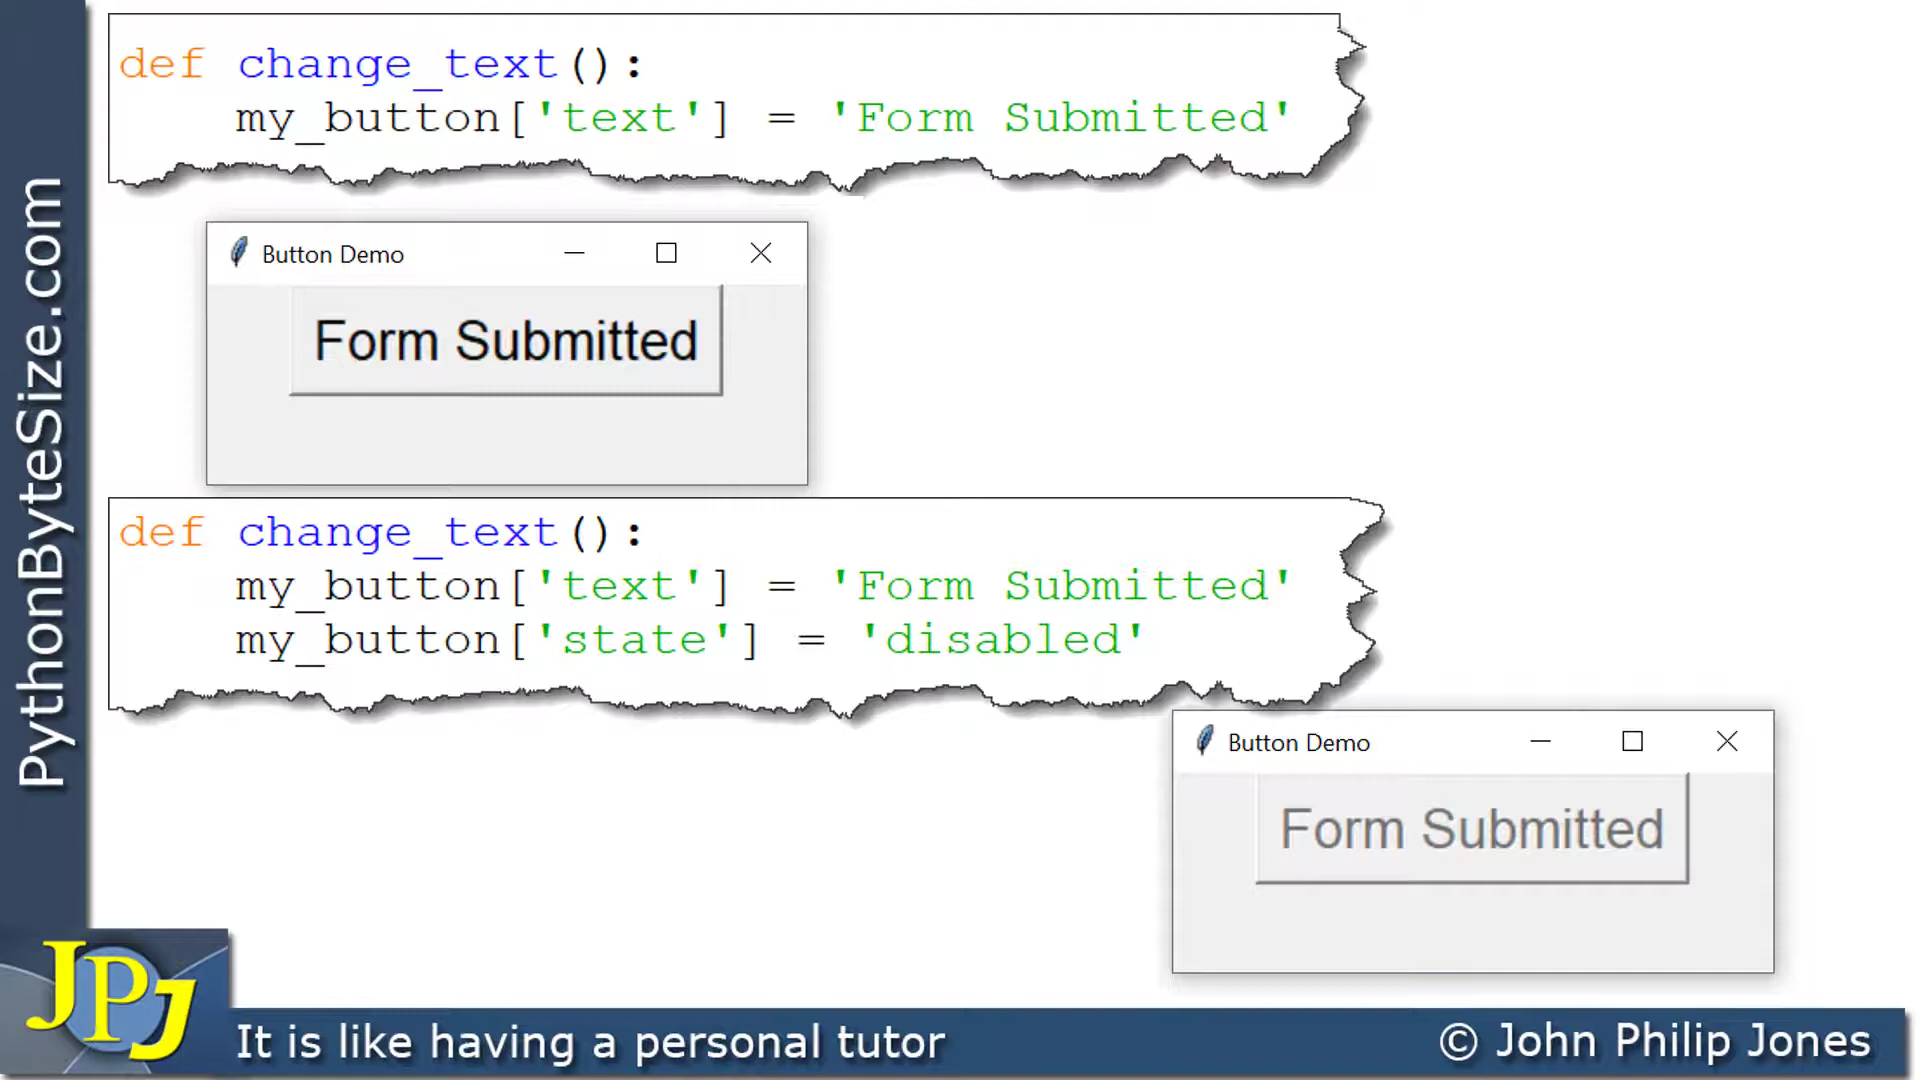 def change_text():
    my_button['text'] = 'Form Submitted'
Button Demo
Form Submitted
def change_text():
    my_button['text'] = 'Form Submitted'
    my_button['state'] = 'disabled'
Button Demo
Form Submitted
PythonByteSize.com
JPJ
It is like having a personal tutor
© John Philip Jones